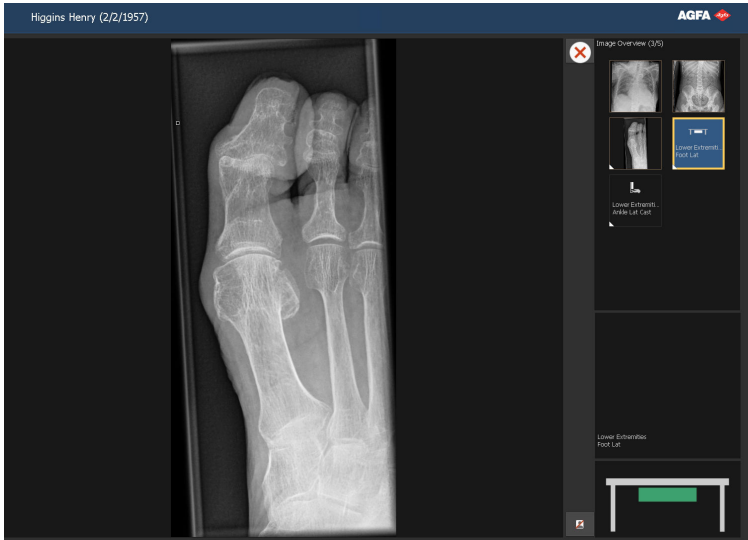 Higgins Henry (2/2/1957)
AGFA
Image Overview (3/5)
Lower Extremiti...
Foot Lat
Lower Extremiti...
Ankle Lat Cast
Lower Extremities
Foot Lat